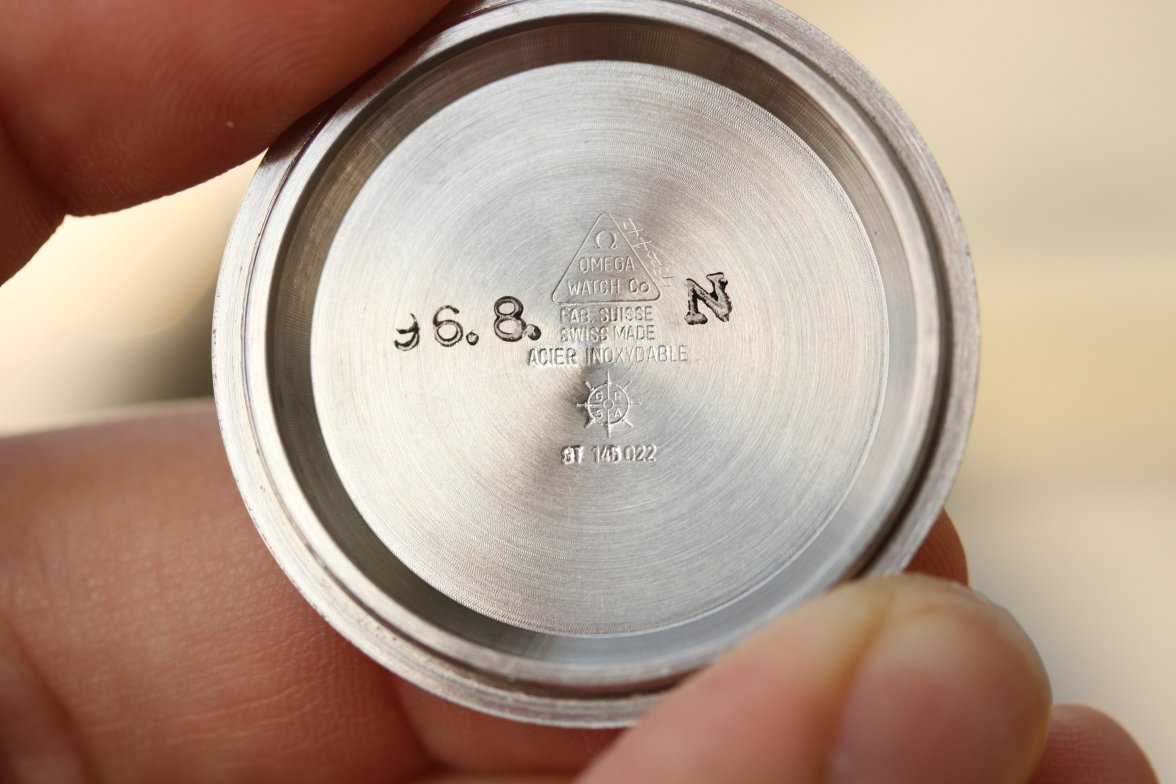 Ω
OMEGA
WATCH Co
FAB. SUISSE
SWISS MADE
ACIER INOXYDABLE
96.8.
N
C R
S A
ST 145 022